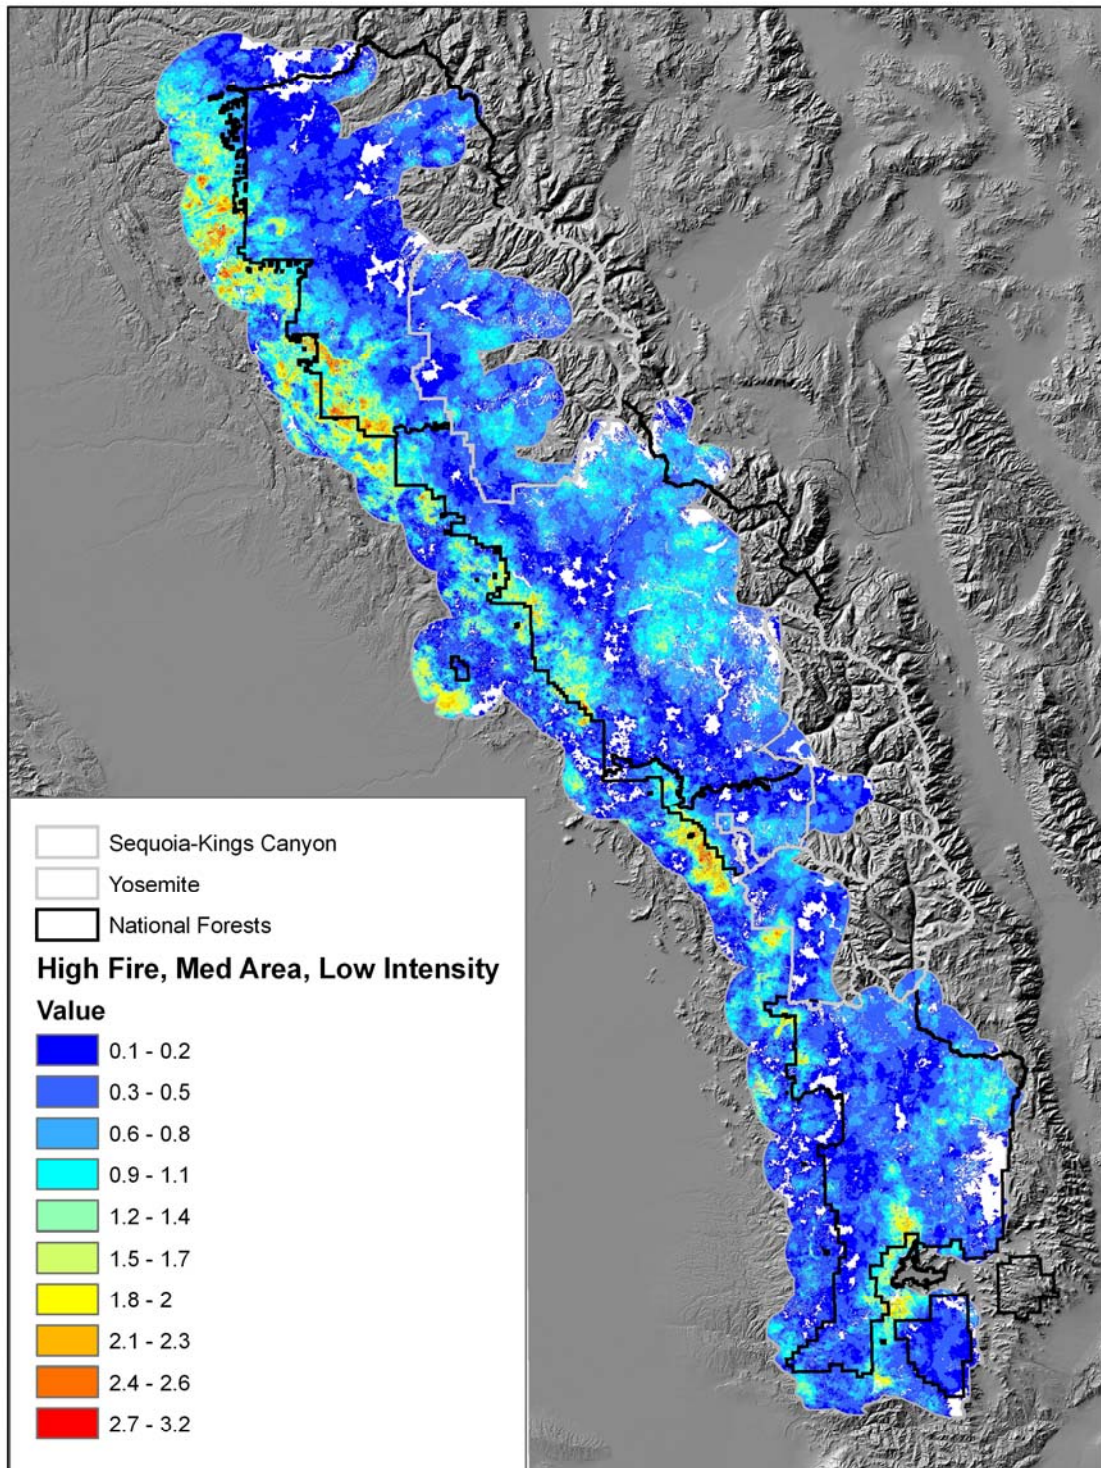 Sequoia-Kings Canyon
Yosemite
National Forests
High Fire, Med Area, Low Intensity
Value
0.1 - 0.2
0.3 - 0.5
0.6 - 0.8
0.9 - 1.1
1.2 - 1.4
1.5 - 1.7
1.8 - 2
2.1 - 2.3
2.4 - 2.6
2.7 - 3.2